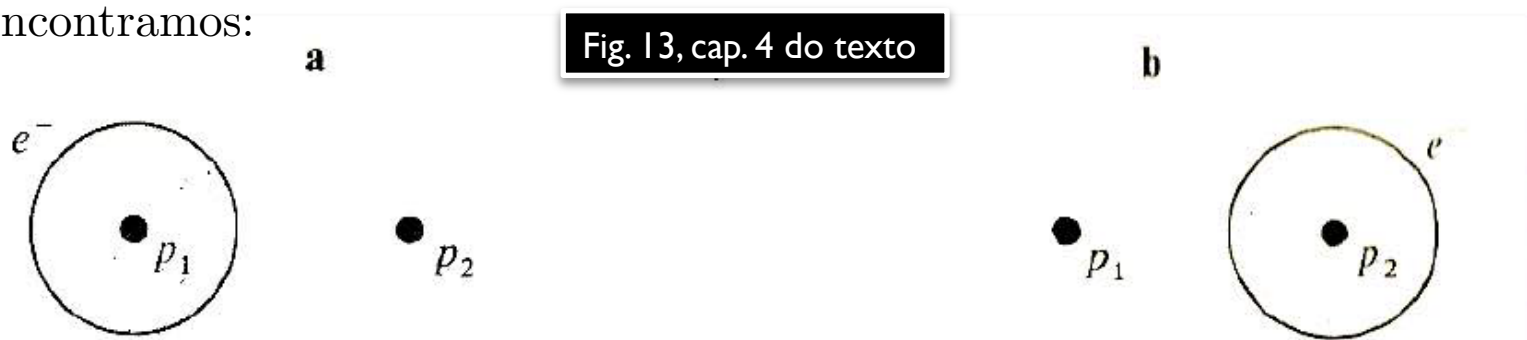 ncontramos:
Fig. 13, cap. 4 do texto
a
b
e⁻
p₁
p₂
p₁
p₂
e